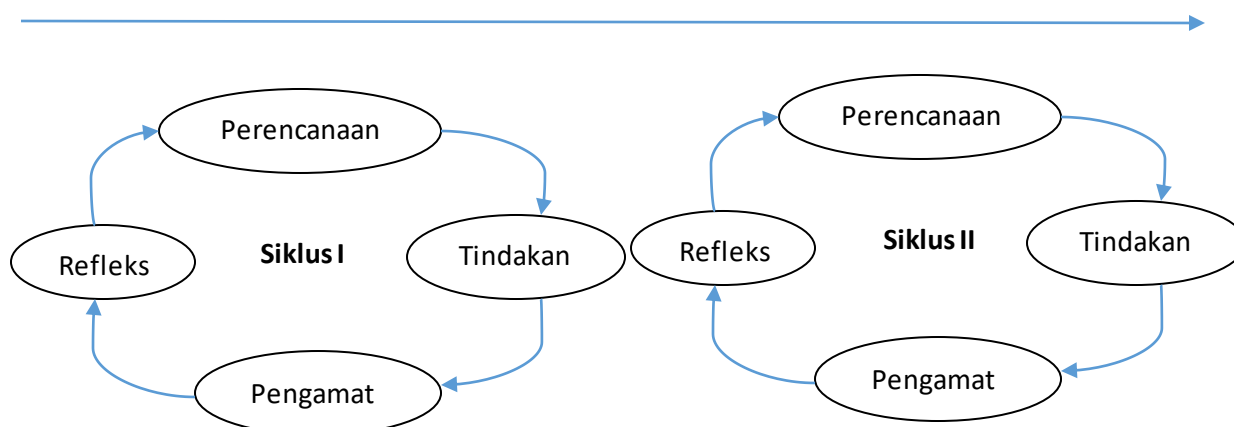 Perencanaan
Tindakan
Pengamat
Refleks
Siklus I
Perencanaan
Tindakan
Pengamat
Refleks
Siklus II